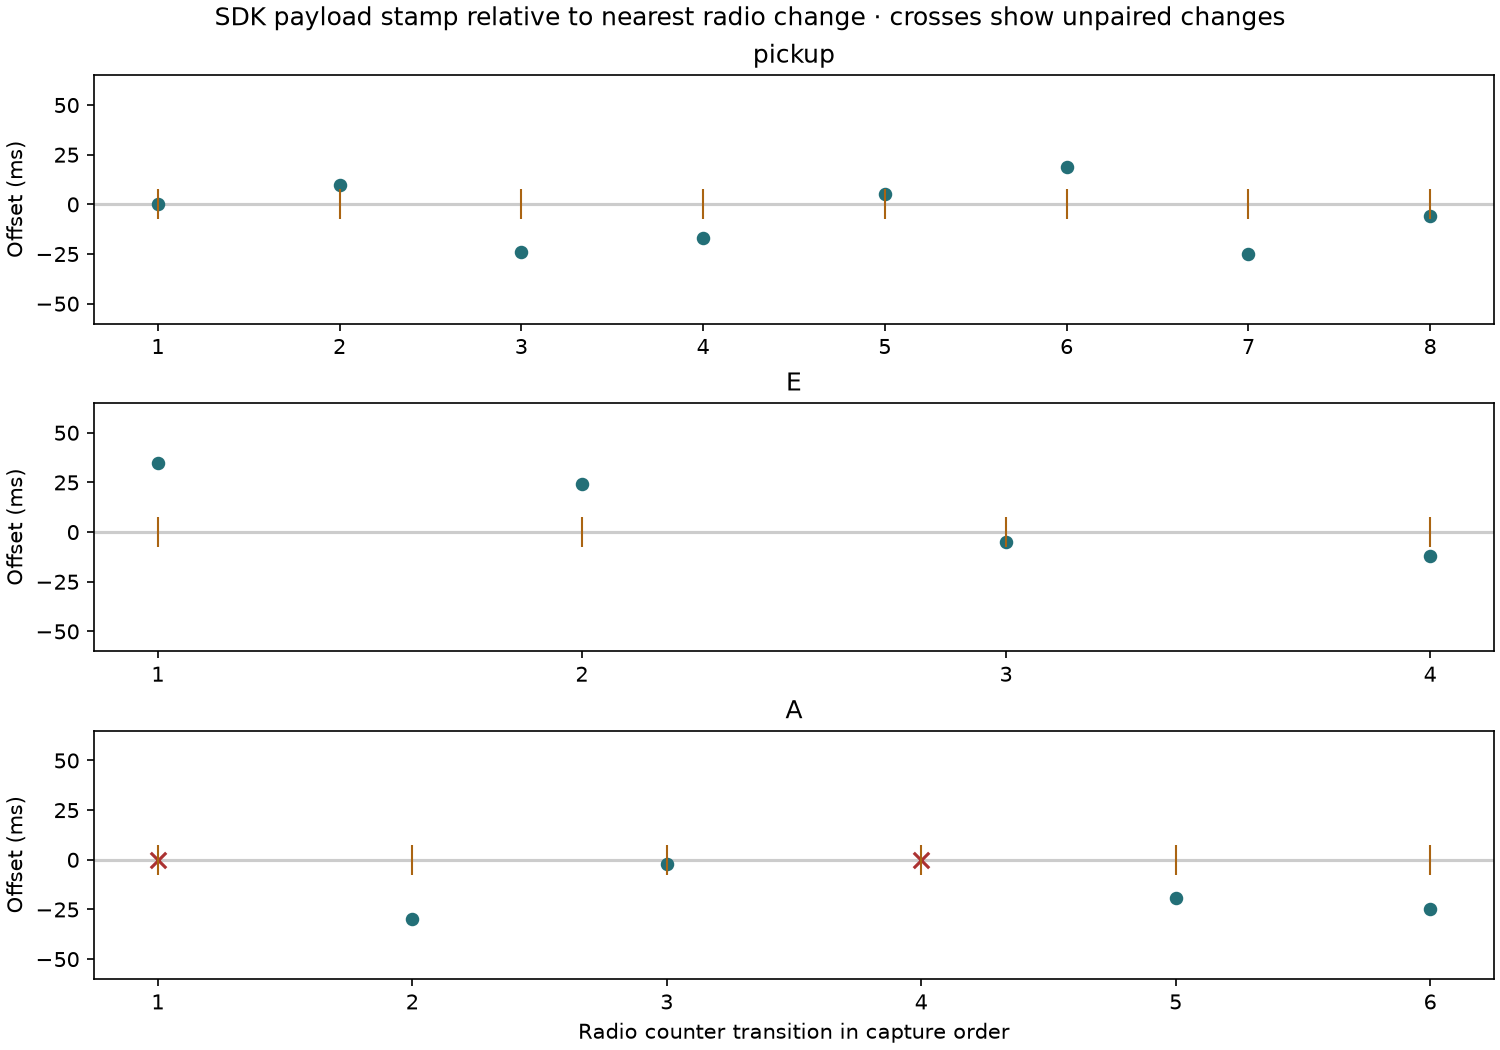 SDK payload stamp relative to nearest radio change · crosses show unpaired changes
pickup
Offset (ms)
50
25
0
−25
−50
1 2 3 4 5 6 7 8
E
Offset (ms)
50
25
0
−25
−50
1 2 3 4
A
Offset (ms)
50
25
0
−25
−50
1 2 3 4 5 6
Radio counter transition in capture order